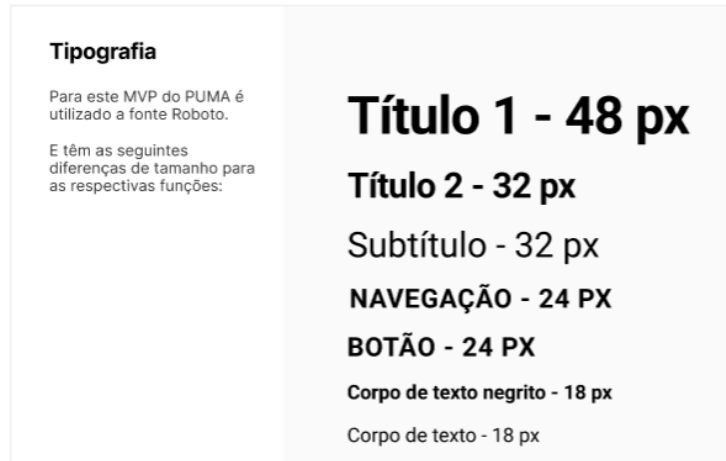 Tipografia
Para este MVP do PUMA é
utilizado a fonte Roboto.
E têm as seguintes
diferenças de tamanho para
as respectivas funções:
Título 1 - 48 px
Título 2 - 32 px
Subtítulo - 32 px
NAVEGAÇÃO - 24 PX
BOTÃO - 24 PX
Corpo de texto negrito - 18 px
Corpo de texto - 18 px